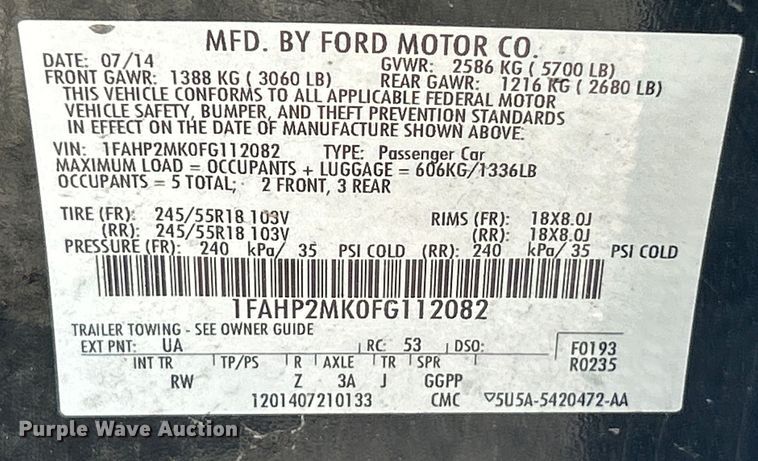 MFD. BY FORD MOTOR CO.
DATE: 07/14 GVWR: 2586 KG ( 5700 LB)
FRONT GAWR: 1388 KG ( 3060 LB) REAR GAWR: 1216 KG ( 2680 LB)
THIS VEHICLE CONFORMS TO ALL APPLICABLE FEDERAL MOTOR
VEHICLE SAFETY, BUMPER, AND THEFT PREVENTION STANDARDS
IN EFFECT ON THE DATE OF MANUFACTURE SHOWN ABOVE.
VIN: 1FAHP2MK0FG112082 TYPE: Passenger Car
MAXIMUM LOAD = OCCUPANTS + LUGGAGE = 606KG/1336LB
OCCUPANTS = 5 TOTAL; 2 FRONT, 3 REAR
TIRE (FR): 245/55R18 103V RIMS (FR): 18X8.0J
(RR): 245/55R18 103V (RR): 18X8.0J
PRESSURE (FR): 240 kPa/ 35 PSI COLD (RR): 240 kPa/ 35 PSI COLD
1FAHP2MK0FG112082
TRAILER TOWING - SEE OWNER GUIDE
EXT PNT: UA RC: 53 DSO: F0193
R0235
INT TR TP/PS R AXLE TR SPR
RW Z 3A J GGPP
1201407210133 CMC ▽5U5A-5420472-AA
Purple Wave Auction